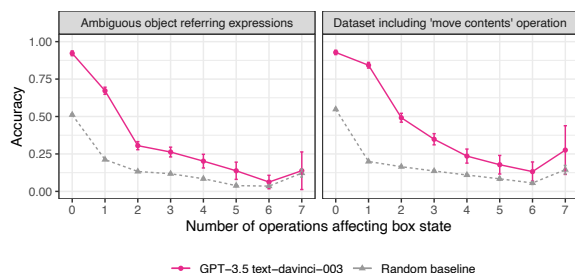 Ambiguous object referring expressions
Dataset including 'move contents' operation
Accuracy
1.00
0.75
0.50
0.25
0.00
0 1 2 3 4 5 6 7
0 1 2 3 4 5 6 7
Number of operations affecting box state
GPT−3.5 text−davinci−003 Random baseline